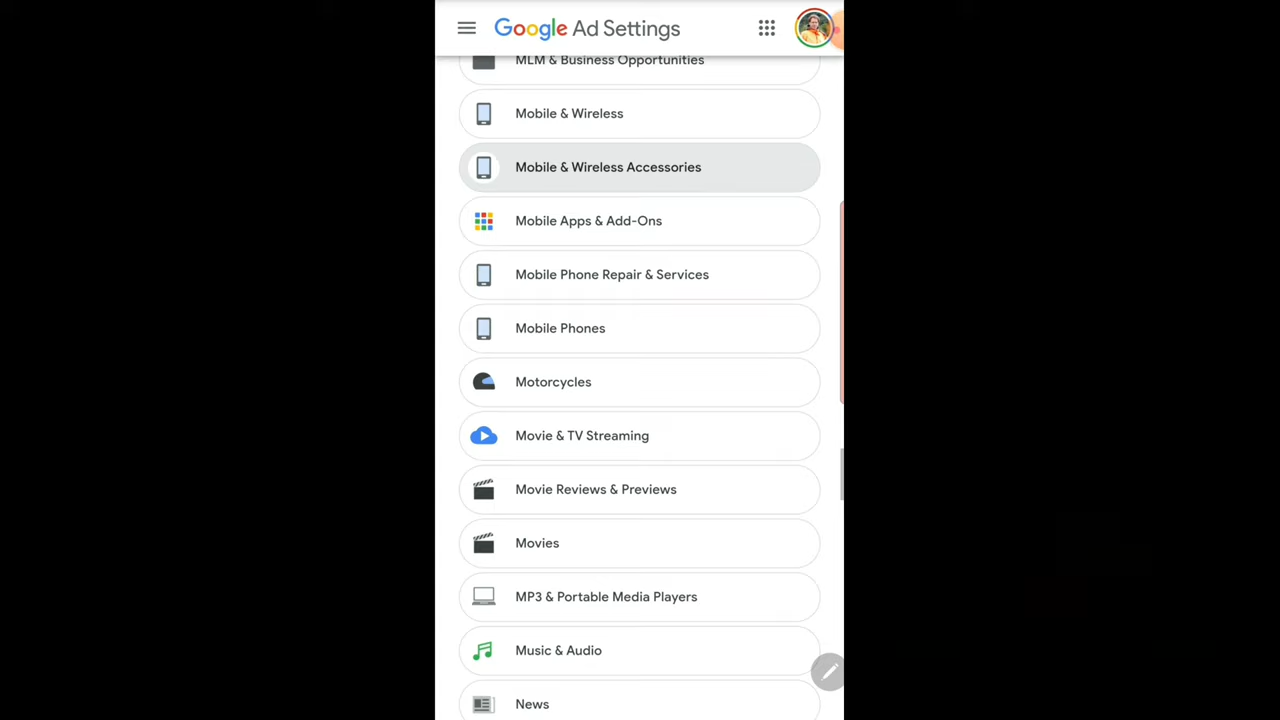 Google Ad Settings
MLM & Business Opportunities
Mobile & Wireless
Mobile & Wireless Accessories
Mobile Apps & Add-Ons
Mobile Phone Repair & Services
Mobile Phones
Motorcycles
Movie & TV Streaming
Movie Reviews & Previews
Movies
MP3 & Portable Media Players
Music & Audio
News